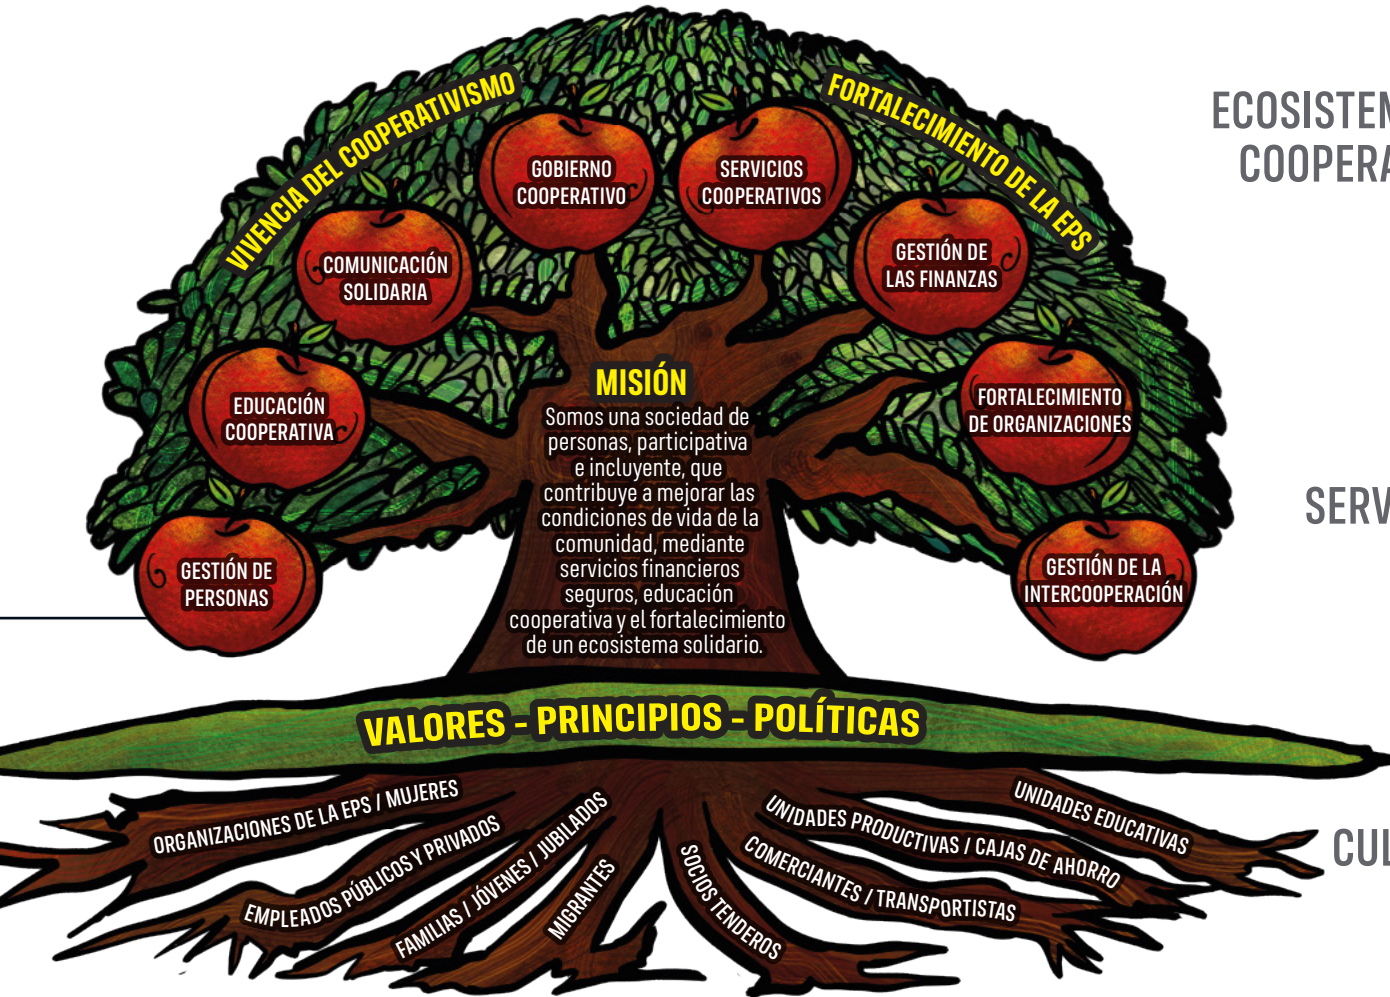 VIVENCIA DEL COOPERATIVISMO
FORTALECIMIENTO DE LA EPS
GOBIERNO
COOPERATIVO
SERVICIOS
COOPERATIVOS
COMUNICACIÓN
SOLIDARIA
GESTIÓN DE
LAS FINANZAS
EDUCACIÓN
COOPERATIVA
FORTALECIMIENTO
DE ORGANIZACIONES
GESTIÓN DE
PERSONAS
GESTIÓN DE LA
INTERCOOPERACIÓN
MISIÓN
Somos una sociedad de
personas, participativa
e incluyente, que
contribuye a mejorar las
condiciones de vida de la
comunidad, mediante
servicios financieros
seguros, educación
cooperativa y el fortalecimiento
de un ecosistema solidario.
VALORES - PRINCIPIOS - POLÍTICAS
ORGANIZACIONES DE LA EPS / MUJERES
EMPLEADOS PÚBLICOS Y PRIVADOS
FAMILIAS / JÓVENES / JUBILADOS
MIGRANTES
SOCIOS TENDEROS
COMERCIANTES / TRANSPORTISTAS
UNIDADES PRODUCTIVAS / CAJAS DE AHORRO
UNIDADES EDUCATIVAS